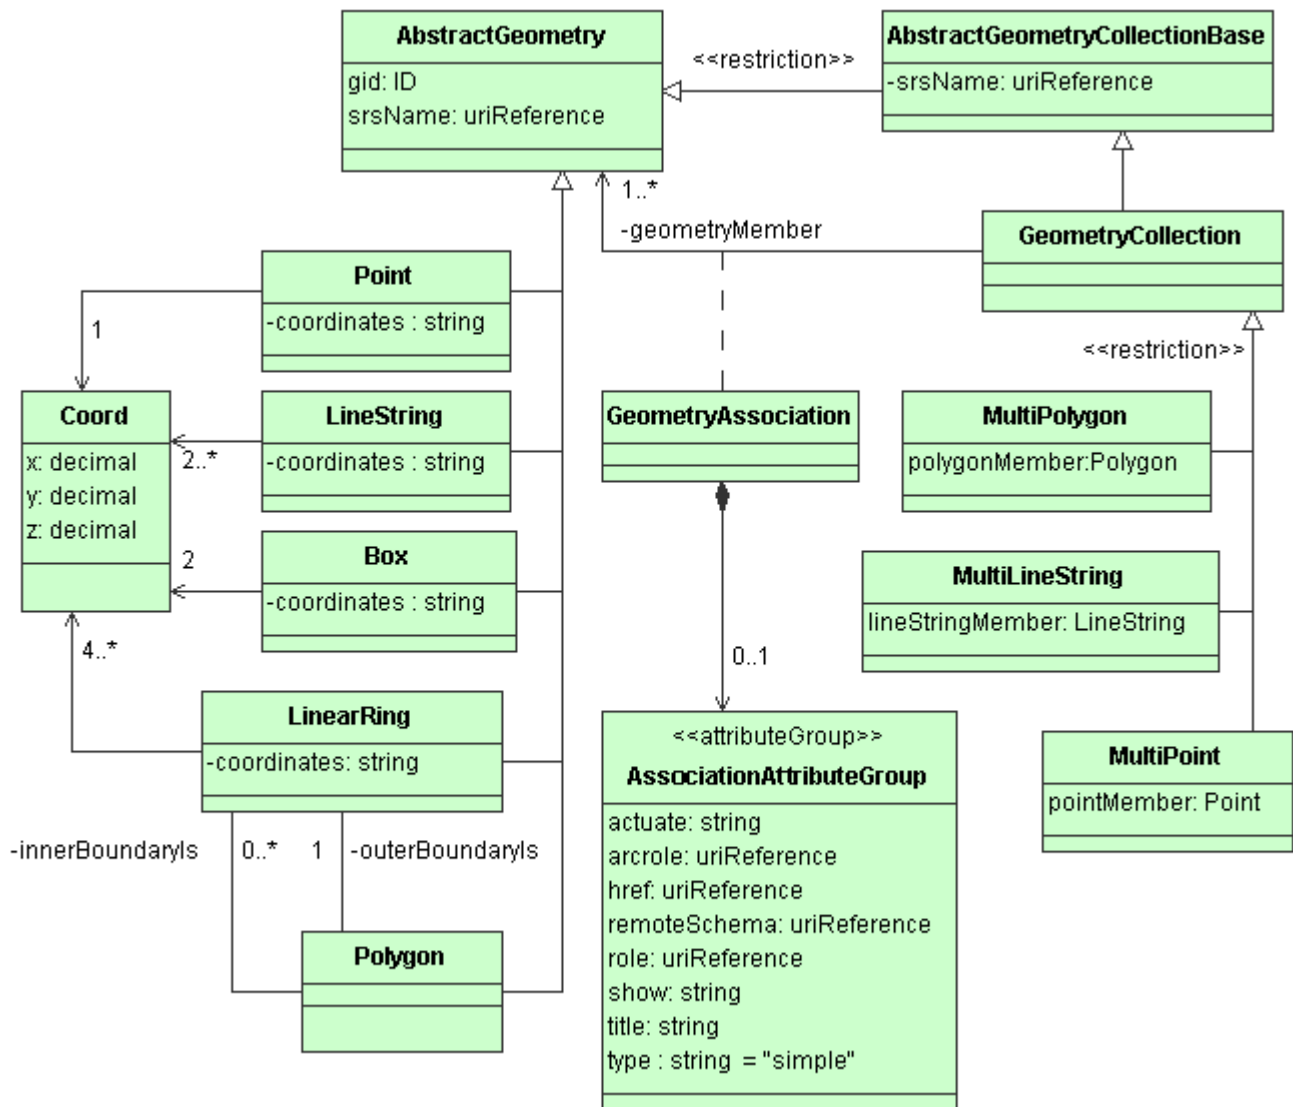 AbstractGeometry
gid: ID
srsName: uriReference
<<restriction>>
AbstractGeometryCollectionBase
-srsName: uriReference
1..*
-geometryMember
GeometryCollection
<<restriction>>
Point
-coordinates : string
1
Coord
x: decimal
y: decimal
z: decimal
LineString
-coordinates : string
2..*
Box
-coordinates : string
2
4..*
LinearRing
-coordinates: string
-innerBoundaryIs
0..*
1
-outerBoundaryIs
Polygon
GeometryAssociation
0..1
<<attributeGroup>>
AssociationAttributeGroup
actuate: string
arcrole: uriReference
href: uriReference
remoteSchema: uriReference
role: uriReference
show: string
title: string
type : string = "simple"
MultiPolygon
polygonMember:Polygon
MultiLineString
lineStringMember: LineString
MultiPoint
pointMember: Point